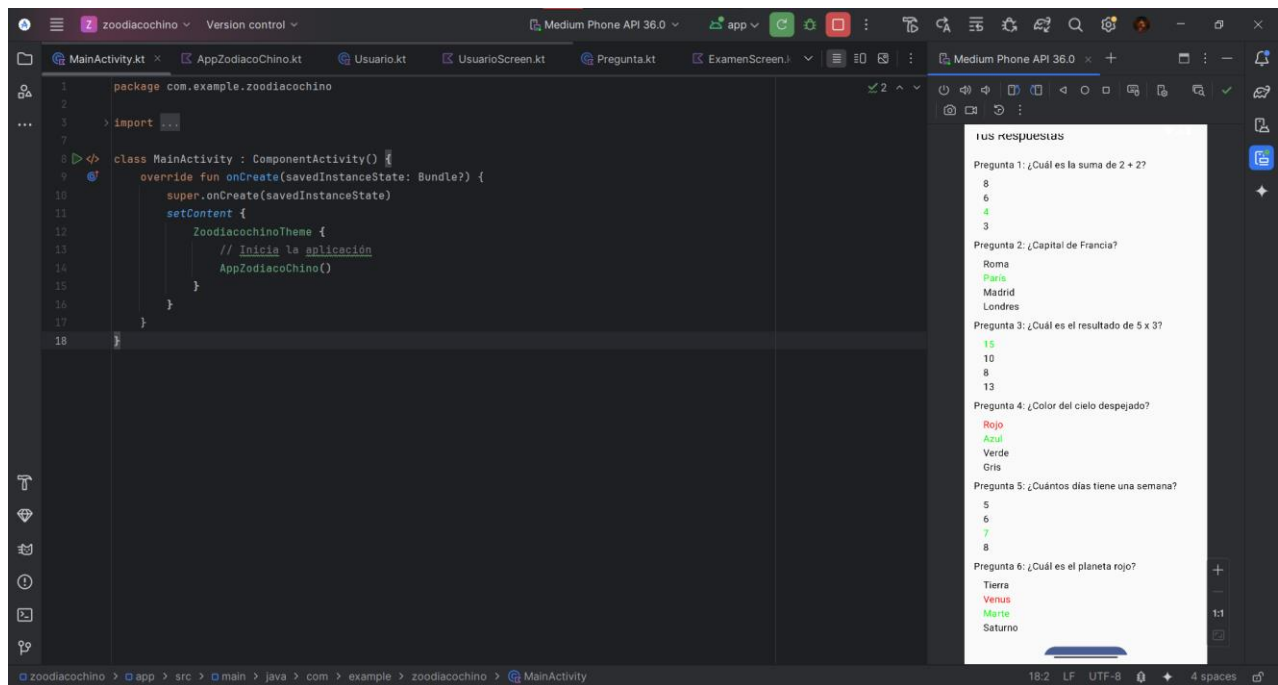 Z zoodiacochino Version control Medium Phone API 36.0 app
MainActivity.kt AppZodiacoChino.kt Usuario.kt UsuarioScreen.kt Pregunta.kt ExamenScreen.k Medium Phone API 36.0
1 package com.example.zoodiacochino 2
2
3 import ...
7
8 class MainActivity : ComponentActivity() {
9 override fun onCreate(savedInstanceState: Bundle?) {
10 super.onCreate(savedInstanceState)
11 setContent {
12 ZoodiacochinoTheme {
13 // Inicia la aplicación
14 AppZodiacoChino()
15 }
16 }
17 }
18 }
Tus Respuestas
Pregunta 1: ¿Cuál es la suma de 2 + 2?
8
6
4
3
Pregunta 2: ¿Capital de Francia?
Roma
París
Madrid
Londres
Pregunta 3: ¿Cuál es el resultado de 5 x 3?
15
10
8
13
Pregunta 4: ¿Color del cielo despejado?
Rojo
Azul
Verde
Gris
Pregunta 5: ¿Cuántos días tiene una semana?
5
6
7
8
Pregunta 6: ¿Cuál es el planeta rojo?
Tierra
Venus
Marte
Saturno
1:1
zoodiacochino > app > src > main > java > com > example > zoodiacochino > MainActivity 18:2 LF UTF-8 4 spaces